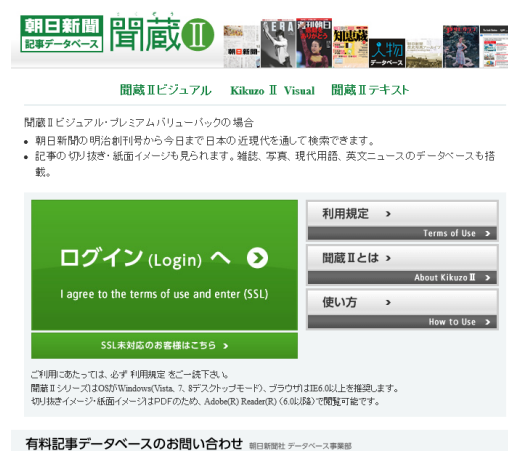 朝日新聞
記事データベース
聞蔵Ⅱ
AERA
週刊朝日
知恵蔵
朝日新聞
人物
データベース
聞蔵Ⅱビジュアル Kikuzo Ⅱ Visual 聞蔵Ⅱテキスト
聞蔵Ⅱビジュアル・プレミアムバリューパックの場合
• 朝日新聞の明治創刊号から今日まで日本の近現代を通して検索できます。
• 記事の切り抜き・紙面イメージも見られます。雑誌、写真、現代用語、英文ニュースのデータベースも搭
載。
ログイン (Login) へ
I agree to the terms of use and enter (SSL)
SSL未対応のお客様はこちら
利用規定
Terms of Use
聞蔵Ⅱとは
About Kikuzo Ⅱ
使い方
How to Use
ご利用にあたっては、必ず 利用規定 をご一読下さい。
聞蔵Ⅱシリーズ)はOSがWindows(Vista、7、8デスクトップモード)、ブラウザはIE6.0以上を推奨します。
切り抜きイメージ・紙面イメージはPDFのため、Adobe(R) Reader(R) (6.0以降)で閲覧可能です。
有料記事データベースのお問い合わせ 朝日新聞社 データベース事業部